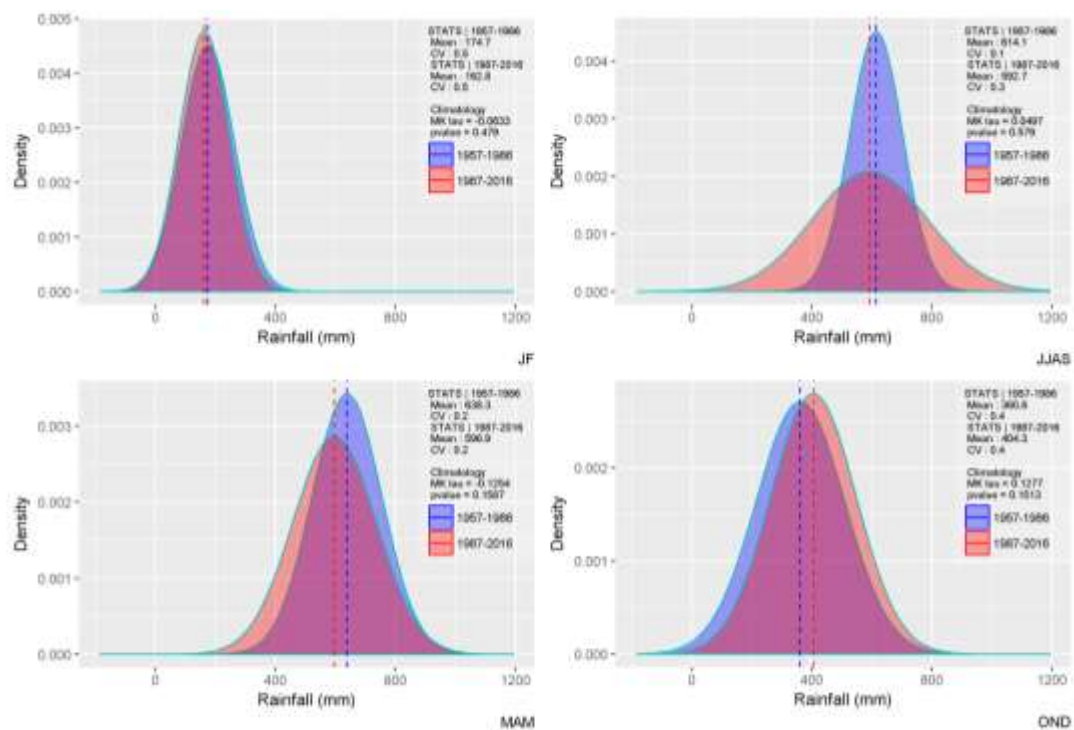 0.005
0.004
0.003
0.002
0.001
0.000
Density
0
400
800
1200
Rainfall (mm)
JF
STATS | 1957-1986
Mean : 174.7
CV : 0.5
STATS | 1987-2016
Mean : 162.8
CV : 0.5
Climatology
MK tau = -0.0633
pvalue = 0.479
1957-1986
1987-2016
0.004
0.003
0.002
0.001
0.000
Density
0
400
800
1200
Rainfall (mm)
JJAS
STATS | 1957-1986
Mean : 614.1
CV : 0.1
STATS | 1987-2016
Mean : 592.7
CV : 0.3
Climatology
MK tau = 0.0497
pvalue = 0.579
1957-1986
1987-2016
0.003
0.002
0.001
0.000
Density
0
400
800
1200
Rainfall (mm)
MAM
STATS | 1957-1986
Mean : 638.3
CV : 0.2
STATS | 1987-2016
Mean : 596.9
CV : 0.2
Climatology
MK tau =
pvalue = 0.1587
1957-1986
1987-2016
0.002
0.001
0.000
Density
0
400
800
1200
Rainfall (mm)
OND
STATS | 1957-1986
Mean :
CV : 0.4
STATS | 1987-2016
Mean : 404.3
CV : 0.4
Climatology
MK tau = 0.1277
pvalue = 0.1513
1957-1986
1987-2016